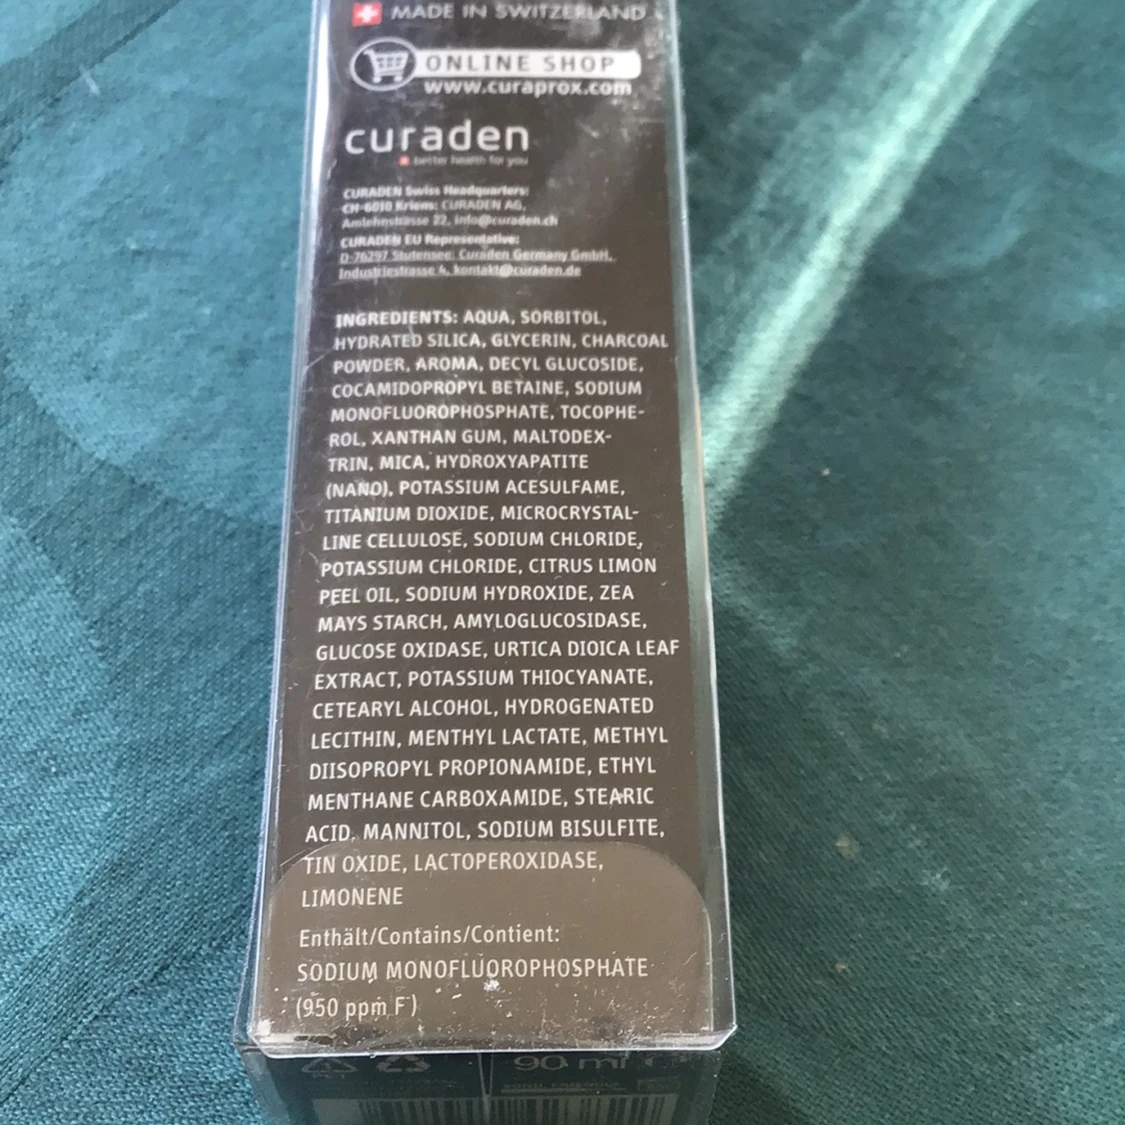 MADE IN SWITZERLAND
ONLINE SHOP
www.curaprox.com
curaden
better health for you
CURADEN Swiss Headquarters:
CH-6010 Kriens: CURADEN AG,
Amlehnstrasse 22, info@curaden.ch
CURADEN EU Representative:
D-76297 Stutensee: Curaden Germany GmbH,
Industriestrasse 4, kontakt@curaden.de
INGREDIENTS: AQUA, SORBITOL,
HYDRATED SILICA, GLYCERIN, CHARCOAL
POWDER, AROMA, DECYL GLUCOSIDE,
COCAMIDOPROPYL BETAINE, SODIUM
MONOFLUOROPHOSPHATE, TOCOPHE-
ROL, XANTHAN GUM, MALTODEX-
TRIN, MICA, HYDROXYAPATITE
(NANO), POTASSIUM ACESULFAME,
TITANIUM DIOXIDE, MICROCRYSTAL-
LINE CELLULOSE, SODIUM CHLORIDE,
POTASSIUM CHLORIDE, CITRUS LIMON
PEEL OIL, SODIUM HYDROXIDE, ZEA
MAYS STARCH, AMYLOGLUCOSIDASE,
GLUCOSE OXIDASE, URTICA DIOICA LEAF
EXTRACT, POTASSIUM THIOCYANATE,
CETEARYL ALCOHOL, HYDROGENATED
LECITHIN, MENTHYL LACTATE, METHYL
DIISOPROPYL PROPIONAMIDE, ETHYL
MENTHANE CARBOXAMIDE, STEARIC
ACID, MANNITOL, SODIUM BISULFITE,
TIN OXIDE, LACTOPEROXIDASE,
LIMONENE
Enthält/Contains/Contient:
SODIUM MONOFLUOROPHOSPHATE
(950 ppm F⁻)
90 ml